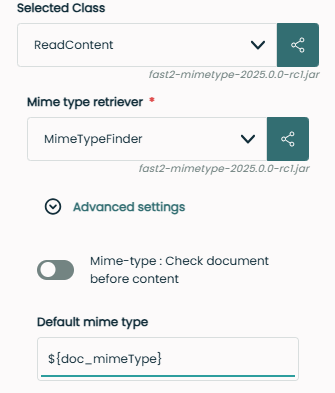 Selected Class
ReadContent
fast2-mimetype-2025.0.0-rc1.jar
Mime type retriever *
MimeTypeFinder
fast2-mimetype-2025.0.0-rc1.jar
Advanced settings
Mime-type : Check document
before content
Default mime type
${doc_mimeType}